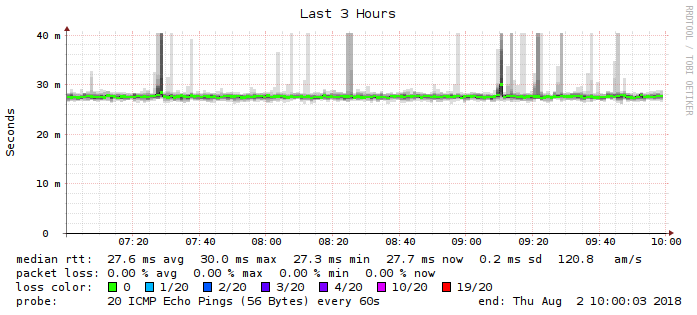 Last 3 Hours
RRDTOOL / TOBI OETIKER
Seconds
40 m
30 m
20 m
10 m
0
07:20 07:40 08:00 08:20 08:40 09:00 09:20 09:40 10:00
median rtt: 27.6 ms avg 30.0 ms max 27.3 ms min 27.7 ms now 0.2 ms sd 120.8 am/s
packet loss: 0.00 % avg 0.00 % max 0.00 % min 0.00 % now
loss color: 0 1/20 2/20 3/20 4/20 10/20 19/20
probe: 20 ICMP Echo Pings (56 Bytes) every 60s end: Thu Aug 2 10:00:03 2018